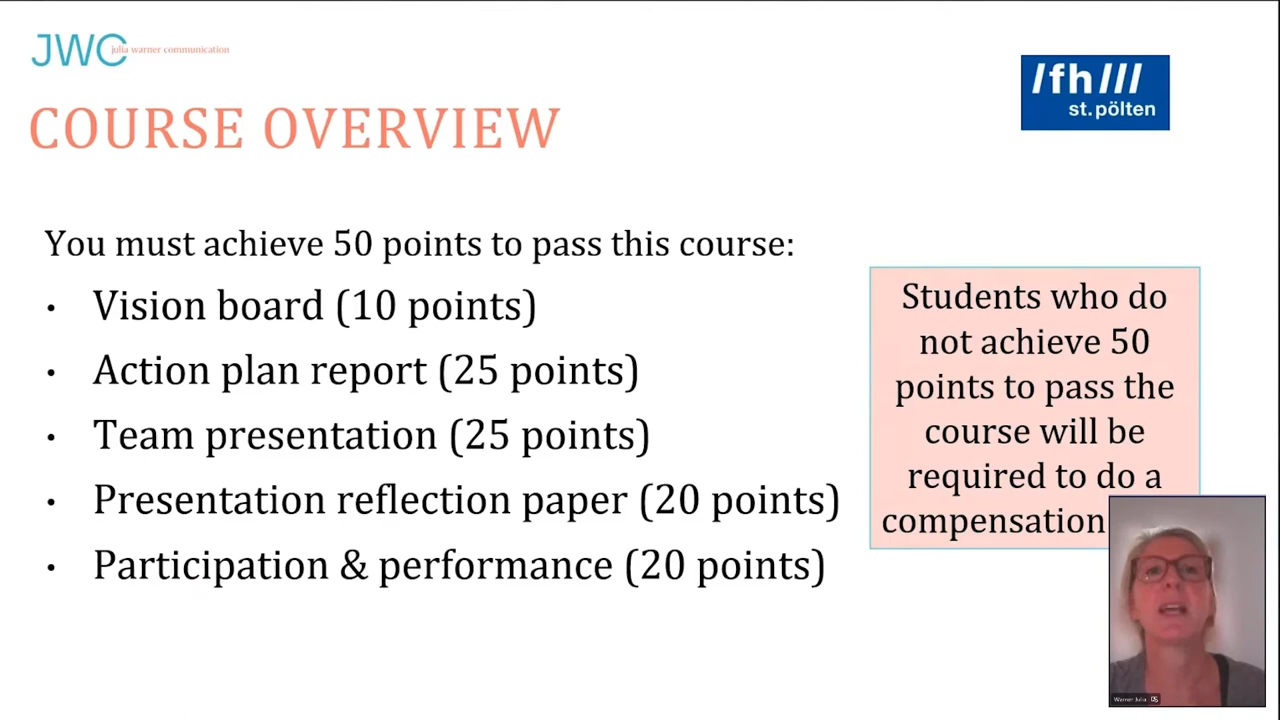 JWC julia warner communication
/fh///
st.pölten
COURSE OVERVIEW
You must achieve 50 points to pass this course:
• Vision board (10 points)
• Action plan report (25 points)
• Team presentation (25 points)
• Presentation reflection paper (20 points)
• Participation & performance (20 points)
Students who do
not achieve 50
points to pass the
course will be
required to do a
compensation
Warner Julia